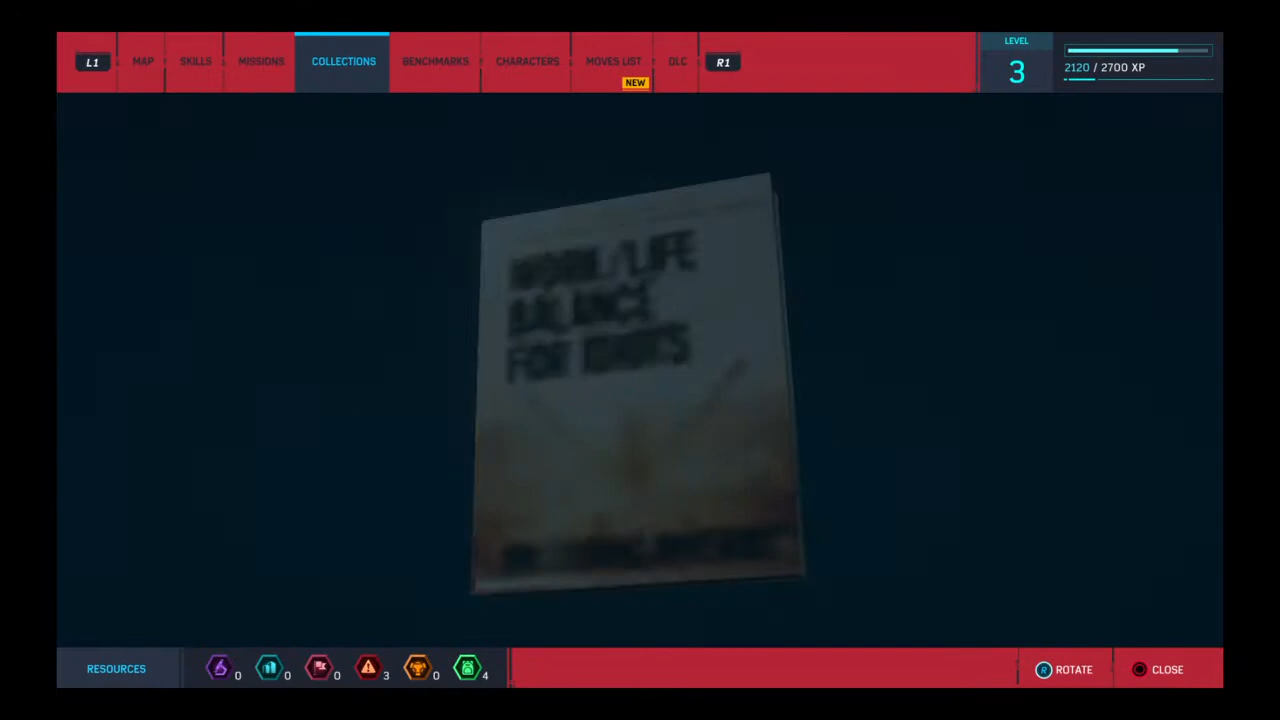 L1 MAP SKILLS MISSIONS COLLECTIONS BENCHMARKS CHARACTERS MOVES LIST DLC R1
NEW
LEVEL
3
2120 / 2700 XP
WORK/LIFE
BALANCE
FOR
RESOURCES 0 0 0 3 0 4
R ROTATE CLOSE